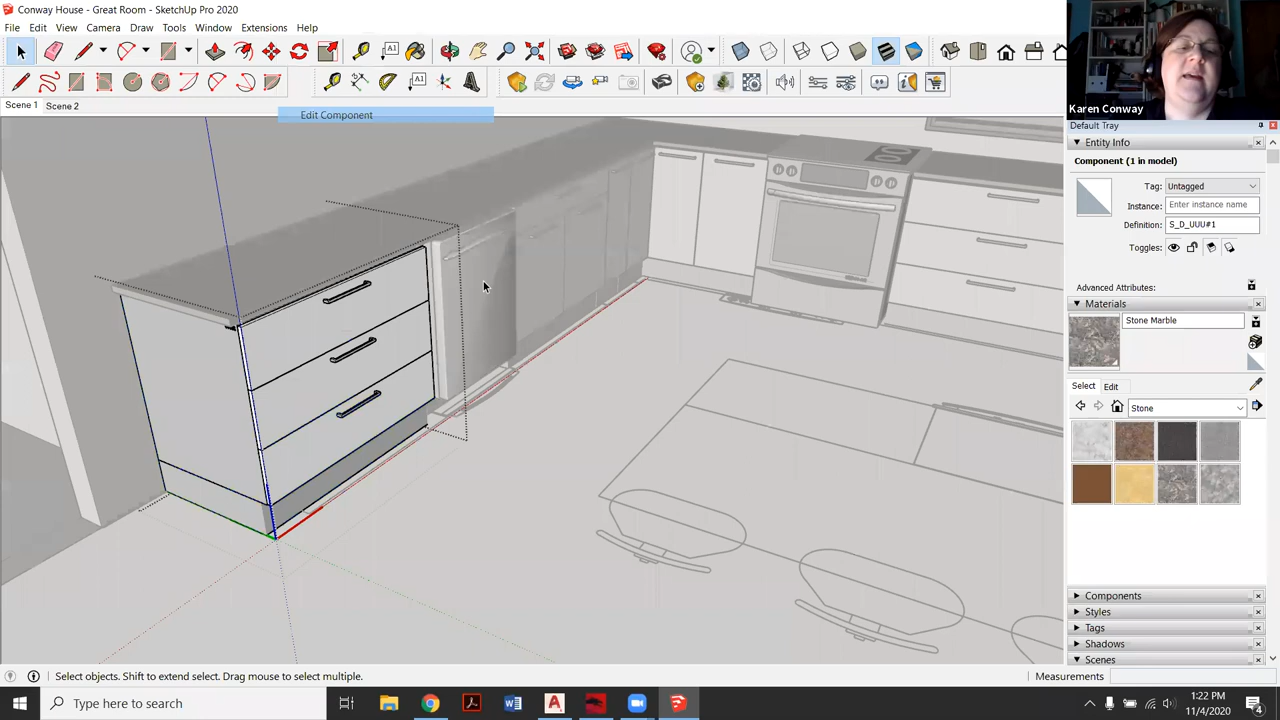 Conway House - Great Room - SketchUp Pro 2020
File Edit View Camera Draw Tools Window Extensions Help
Scene 1 Scene 2
Edit Component
Karen Conway
Default Tray
Entity Info
Component (1 in model)
Tag: Untagged
Instance: Enter instance name
Definition: S_D_UUU#1
Toggles:
Advanced Attributes:
Materials
Stone Marble
Select Edit
Stone
Components
Styles
Tags
Shadows
Scenes
Select objects. Shift to extend select. Drag mouse to select multiple.
Measurements
Type here to search
1:22 PM
11/4/2020
4